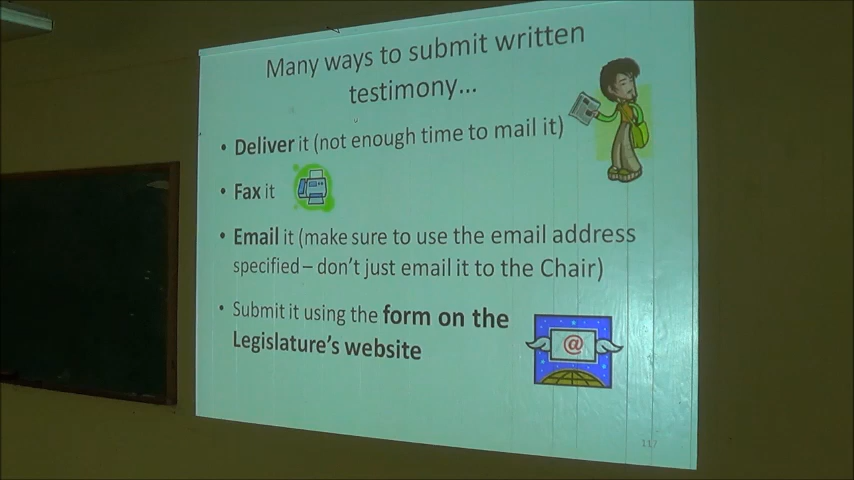 Many ways to submit written
testimony...
• Deliver it (not enough time to mail it)
• Fax it
• Email it (make sure to use the email address
specified – don't just email it to the Chair)
• Submit it using the form on the
Legislature's website
@
117